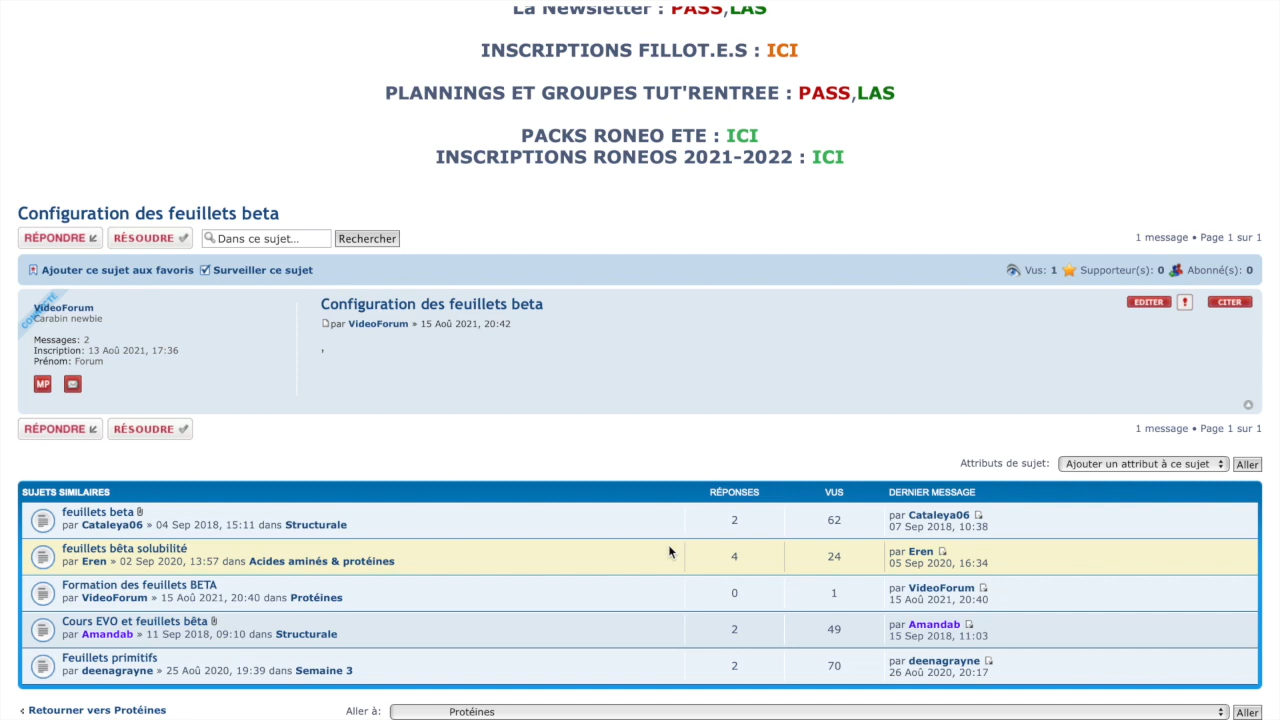 La Newsletter : PASS,LAS
INSCRIPTIONS FILLOT.E.S : ICI
PLANNINGS ET GROUPES TUT'RENTREE : PASS,LAS
PACKS RONEO ETE : ICI
INSCRIPTIONS RONEOS 2021-2022 : ICI
Configuration des feuillets beta
RÉPONDRE RÉSOUDRE Dans ce sujet... Rechercher 1 message • Page 1 sur 1
Ajouter ce sujet aux favoris Surveiller ce sujet Vus: 1 Supporteur(s): 0 Abonné(s): 0
VideoForum
Carabin newbie
Messages: 2
Inscription: 13 Aoû 2021, 17:36
Prénom: Forum
MP
Configuration des feuillets beta
EDITER ! CITER
par VideoForum » 15 Aoû 2021, 20:42
,
RÉPONDRE RÉSOUDRE 1 message • Page 1 sur 1
Attributs de sujet: Ajouter un attribut à ce sujet Aller
SUJETS SIMILAIRES RÉPONSES VUS DERNIER MESSAGE
feuillets beta
par Cataleya06 » 04 Sep 2018, 15:11 dans Structurale
2 62
par Cataleya06
07 Sep 2018, 10:38
feuillets bêta solubilité
par Eren » 02 Sep 2020, 13:57 dans Acides aminés & protéines
4 24
par Eren
05 Sep 2020, 16:34
Formation des feuillets BETA
par VideoForum » 15 Aoû 2021, 20:40 dans Protéines
0 1
par VideoForum
15 Aoû 2021, 20:40
Cours EVO et feuillets bêta
par Amandab » 11 Sep 2018, 09:10 dans Structurale
2 49
par Amandab
15 Sep 2018, 11:03
Feuillets primitifs
par deenagrayne » 25 Aoû 2020, 19:39 dans Semaine 3
2 70
par deenagrayne
26 Aoû 2020, 20:17
‹ Retourner vers Protéines Aller à: Protéines Aller